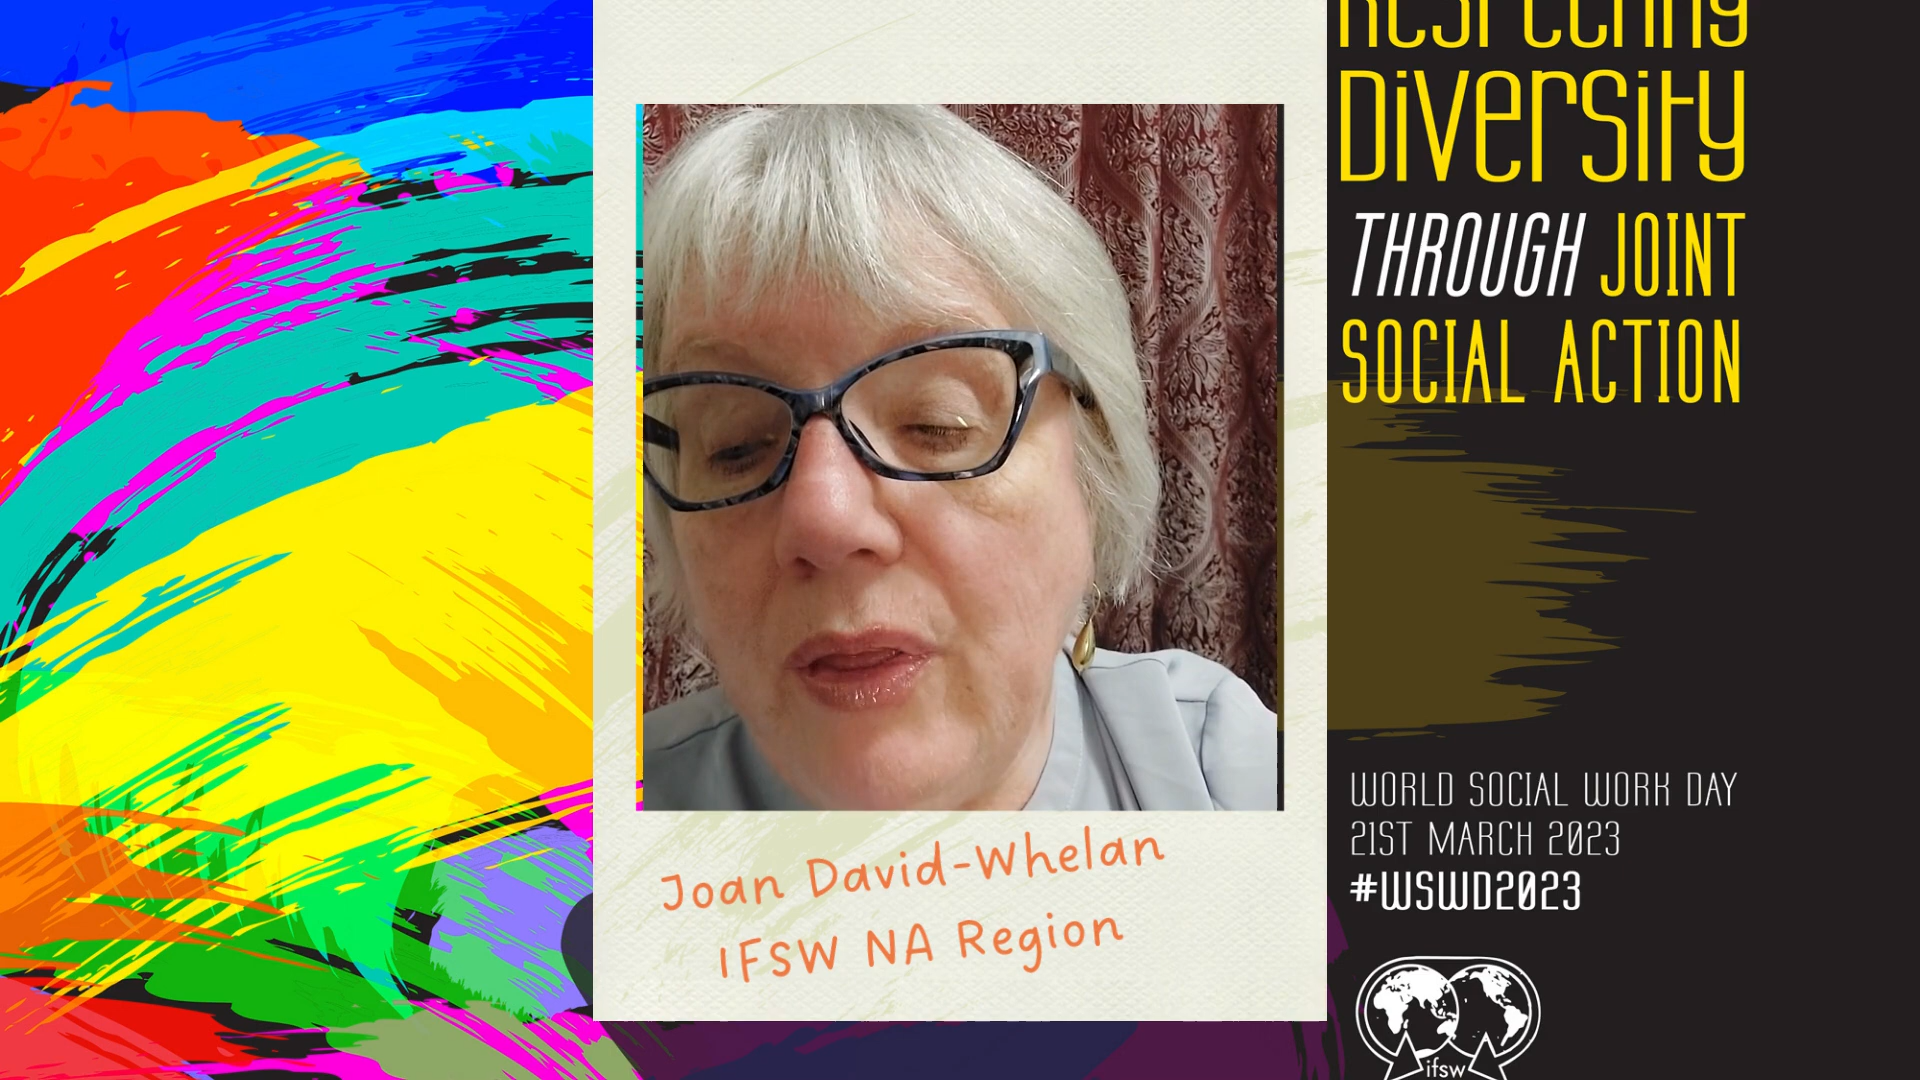 Respecting
Diversity
THROUGH JOINT
SOCIAL ACTION
WORLD SOCIAL WORK DAY
21ST MARCH 2023
#WSWD2023
ifsw
Joan David-Whelan
IFSW NA Region